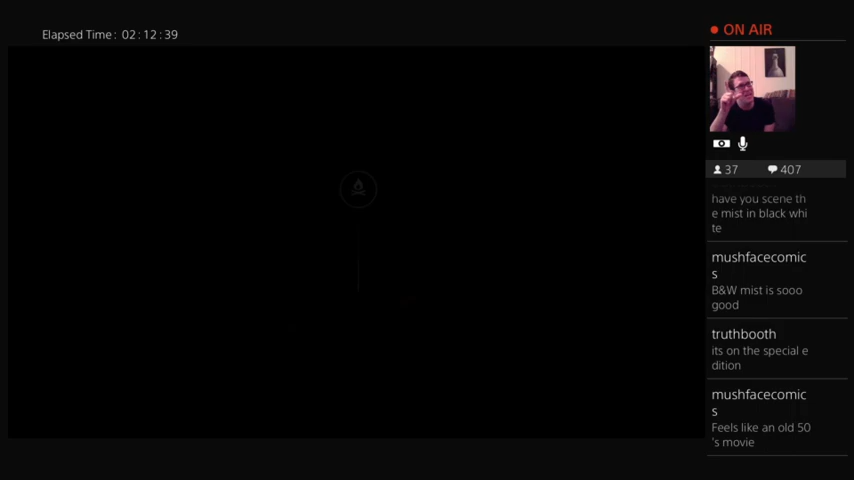 Elapsed Time: 02:12:39
ON AIR
37
407
have you scene th
e mist in black whi
te
mushfacecomic
s
B&W mist is sooo
good
truthbooth
its on the special e
dition
mushfacecomic
s
Feels like an old 50
's movie